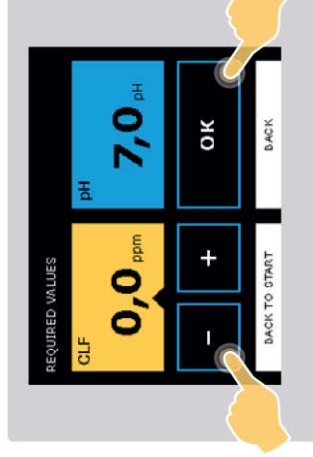 REQUIRED VALUES
CLF
0,0 ppm
pH
7,0 pH
−
+
OK
BACK TO START
BACK